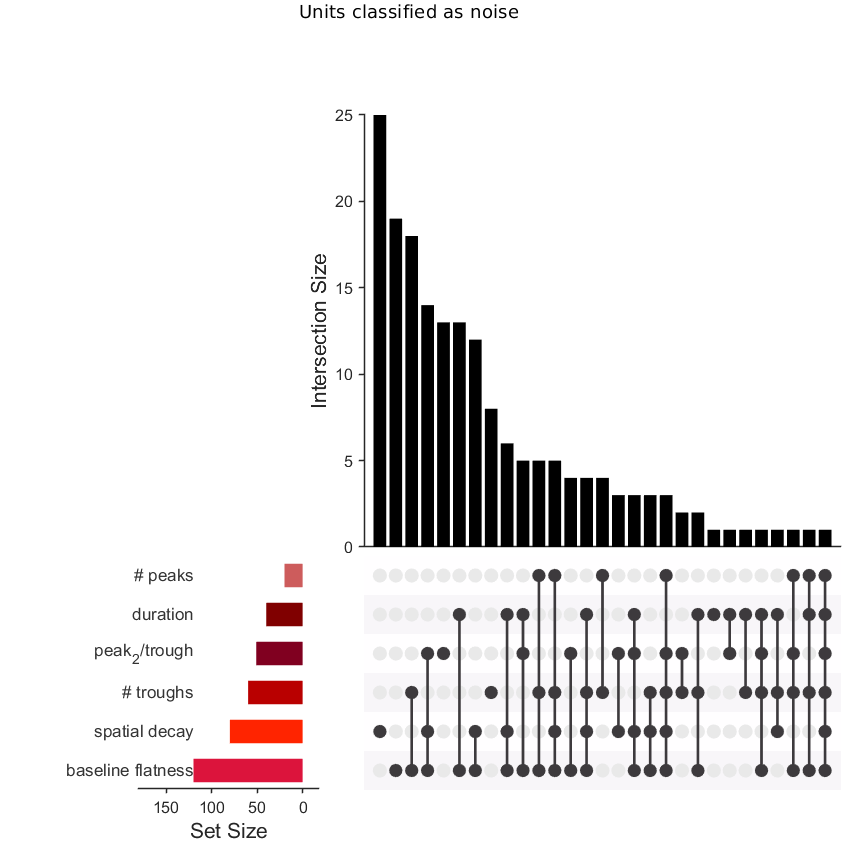 Units classified as noise
25
20
15
10
5
0
Intersection Size
# peaks
duration
peak2/trough
# troughs
spatial decay
baseline flatness
150 100 50 0
Set Size